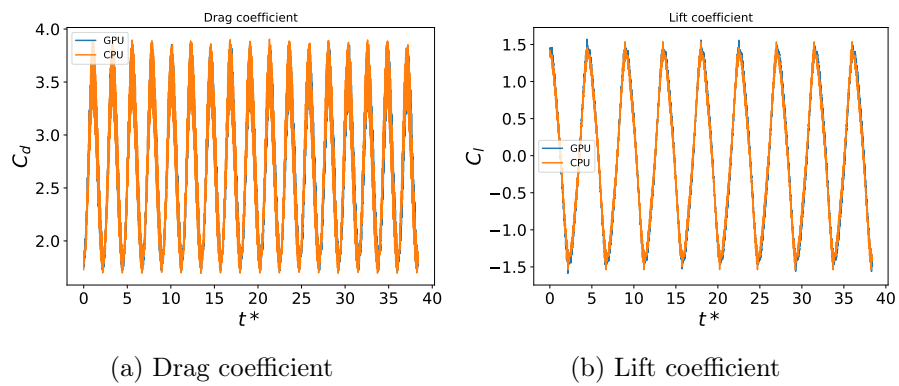 Drag coefficient
GPU
CPU
4.0
3.5
3.0
2.5
2.0
C_d
0 5 10 15 20 25 30 35 40
t*
(a) Drag coefficient
Lift coefficient
1.5
1.0
0.5
0.0
−0.5
−1.0
−1.5
C_l
GPU
CPU
0 5 10 15 20 25 30 35 40
t*
(b) Lift coefficient